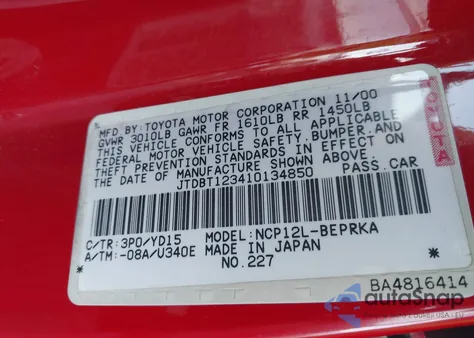 MFD.BY:TOYOTA MOTOR CORPORATION 11/00
GVWR 3010LB GAWR FR 1610LB RR 1450LB
THIS VEHICLE CONFORMS TO ALL APPLICABLE
FEDERAL MOTOR VEHICLE SAFETY,BUMPER,AND
THEFT PREVENTION STANDARDS IN EFFECT ON
THE DATE OF MANUFACTURE SHOWN ABOVE.
JTDBT123410134850 PASS.CAR
TOYOTA
C/TR:3P0/YD15 MODEL:NCP12L-BEPRKA
A/TM:-08A/U340E MADE IN JAPAN
NO.227
BA4816414
autoSnap